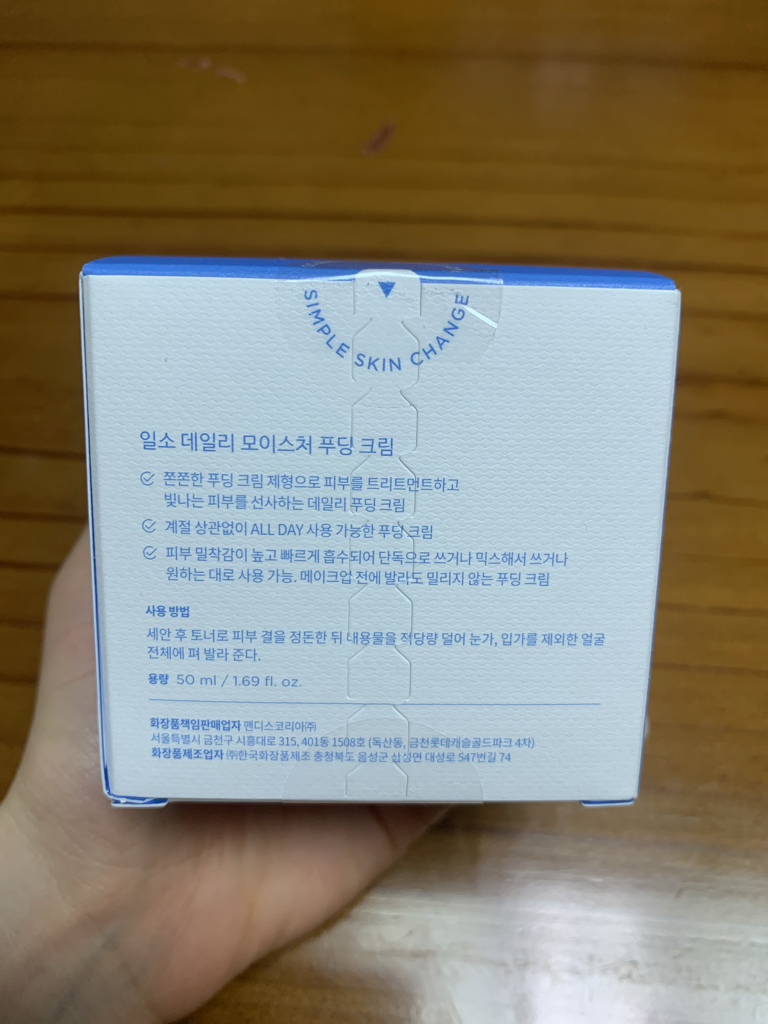 SIMPLE SKIN CHANGE
일소 데일리 모이스처 푸딩 크림
쫀쫀한 푸딩 크림 제형으로 피부를 트리트먼트하고
빛나는 피부를 선사하는 데일리 푸딩 크림
계절 상관없이 ALL DAY 사용 가능한 푸딩 크림
피부 밀착감이 높고 빠르게 흡수되어 단독으로 쓰거나 믹스해서 쓰거나
원하는 대로 사용 가능. 메이크업 전에 발라도 밀리지 않는 푸딩 크림
사용 방법
세안 후 토너로 피부 결을 정돈한 뒤 내용물을 적당량 덜어 눈가, 입가를 제외한 얼굴
전체에 펴 발라 준다.
용량 50 ml / 1.69 fl. oz.
화장품책임판매업자 맨디스코리아㈜
서울특별시 금천구 시흥대로 315, 401동 1508호 (독산동, 금천롯데캐슬골드파크 4차)
화장품제조업자 ㈜한국화장품제조 충청북도 음성군 삼성면 대성로 547번길 74